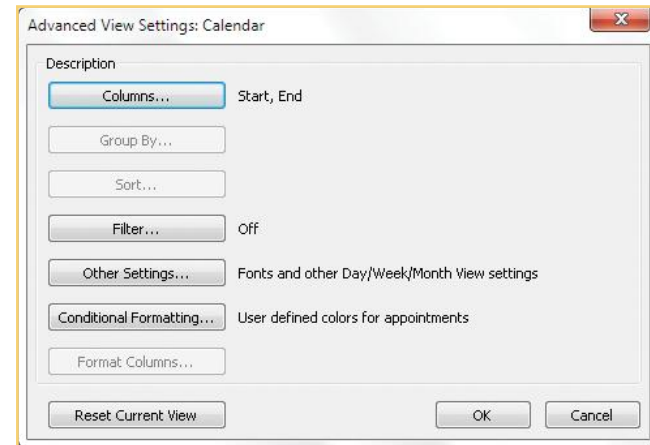 Advanced View Settings: Calendar
Description
Columns... Start, End
Group By...
Sort...
Filter... Off
Other Settings... Fonts and other Day/Week/Month View settings
Conditional Formatting... User defined colors for appointments
Format Columns...
Reset Current View OK Cancel